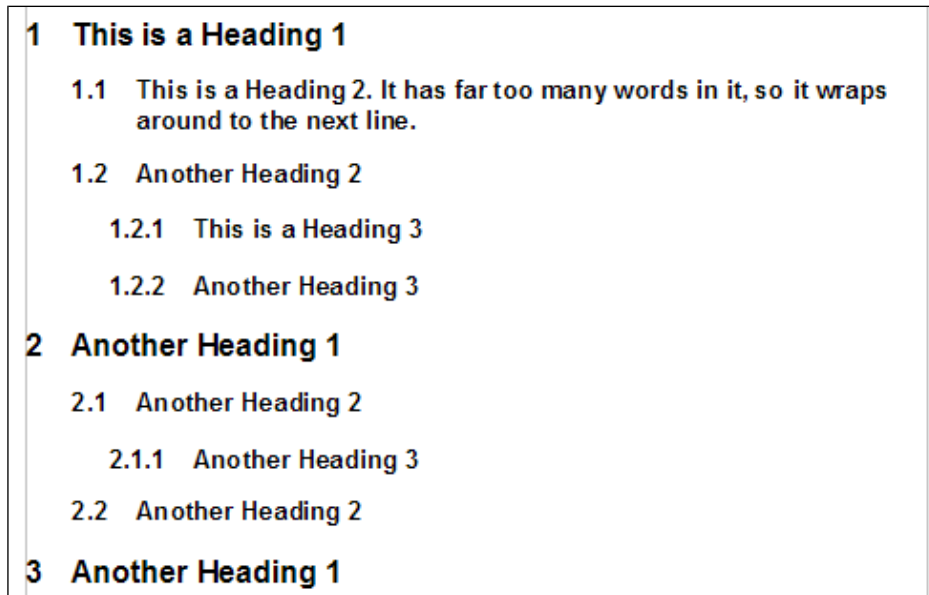 1 This is a Heading 1
1.1 This is a Heading 2. It has far too many words in it, so it wraps
around to the next line.
1.2 Another Heading 2
1.2.1 This is a Heading 3
1.2.2 Another Heading 3
2 Another Heading 1
2.1 Another Heading 2
2.1.1 Another Heading 3
2.2 Another Heading 2
3 Another Heading 1